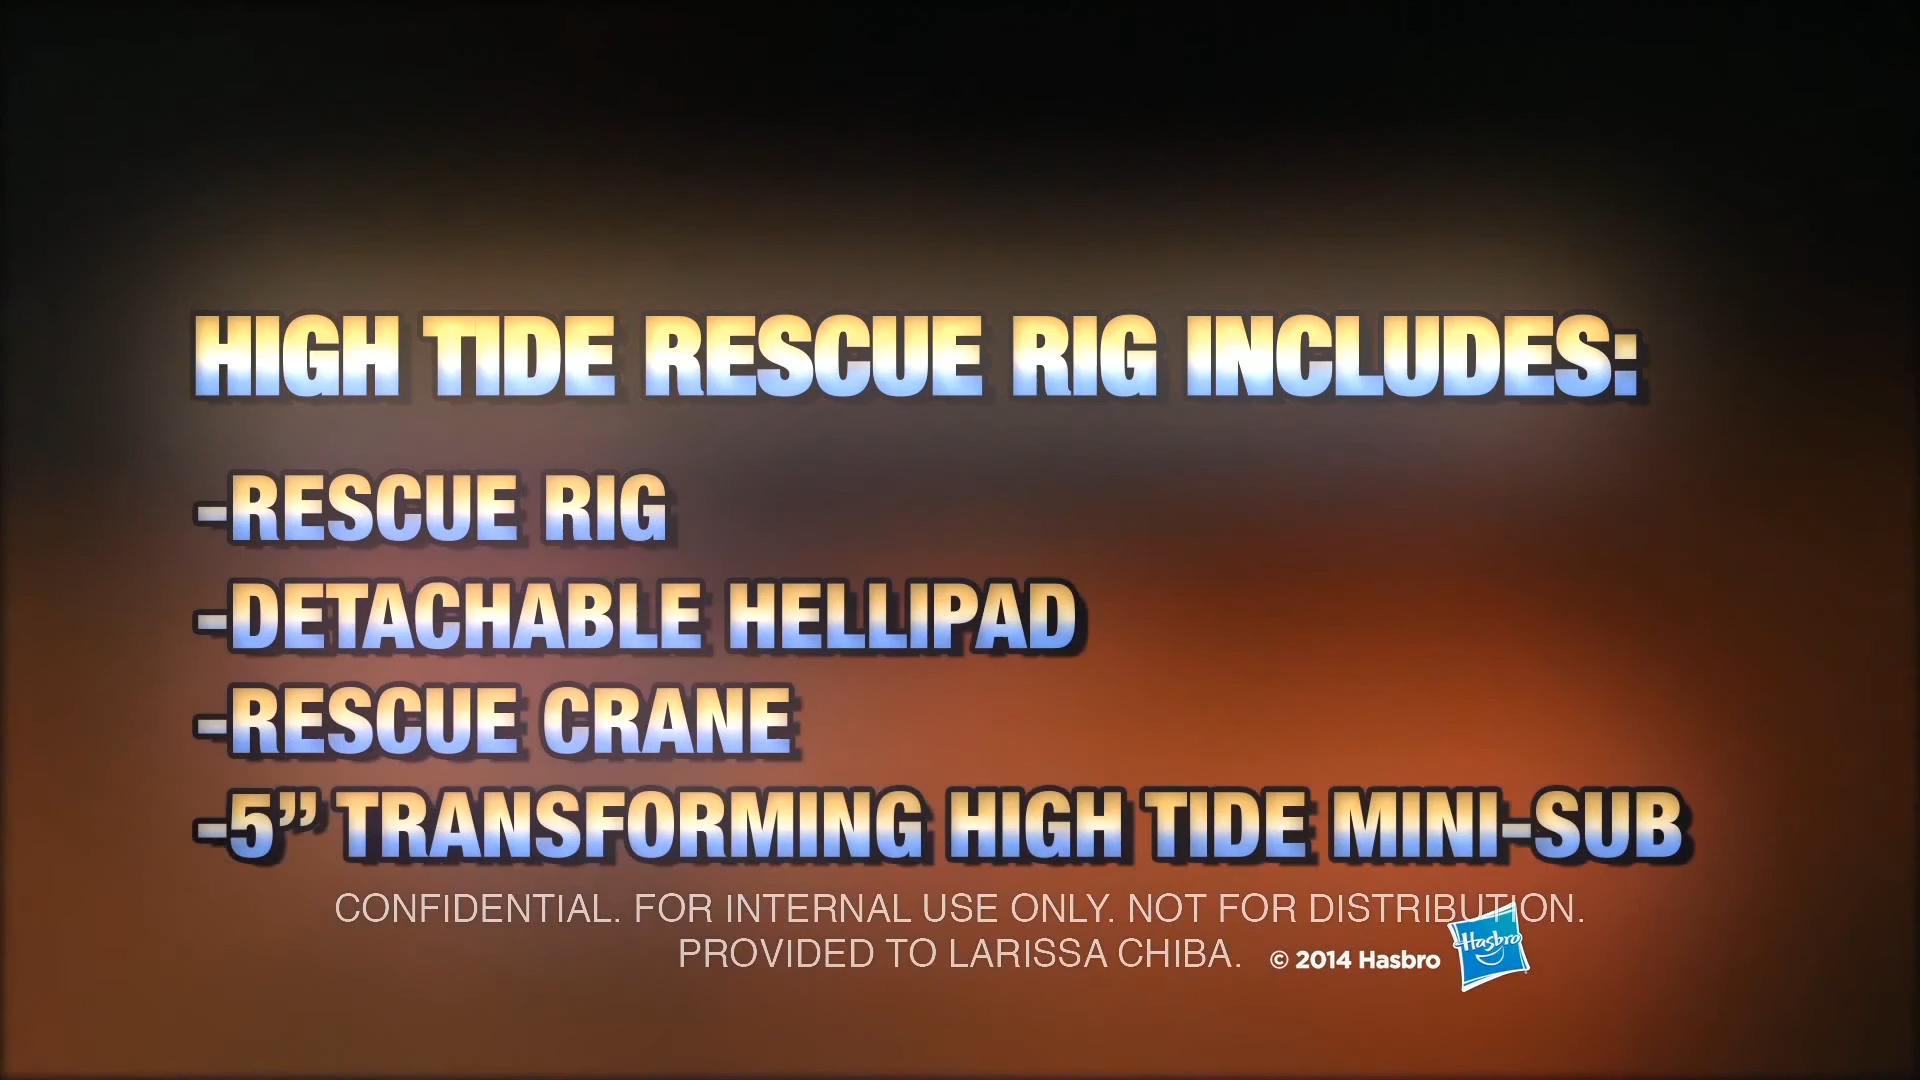 HIGH TIDE RESCUE RIG INCLUDES:
-RESCUE RIG
-DETACHABLE HELLIPAD
-RESCUE CRANE
-5” TRANSFORMING HIGH TIDE MINI-SUB
CONFIDENTIAL. FOR INTERNAL USE ONLY. NOT FOR DISTRIBUTION.
PROVIDED TO LARISSA CHIBA.
© 2014 Hasbro
Hasbro